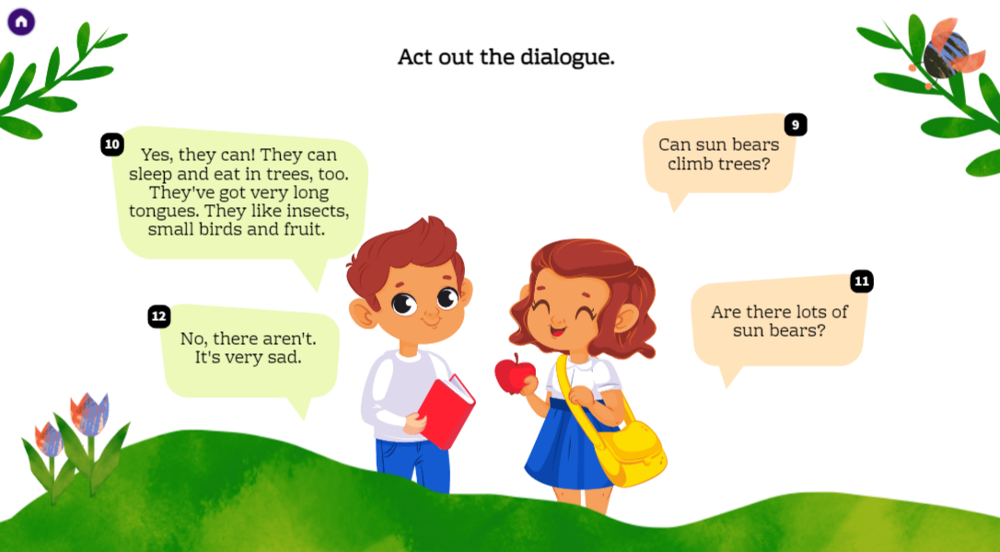 Act out the dialogue.
9
Can sun bears
climb trees?
10
Yes, they can! They can
sleep and eat in trees, too.
They've got very long
tongues. They like insects,
small birds and fruit.
11
Are there lots of
sun bears?
12
No, there aren't.
It's very sad.